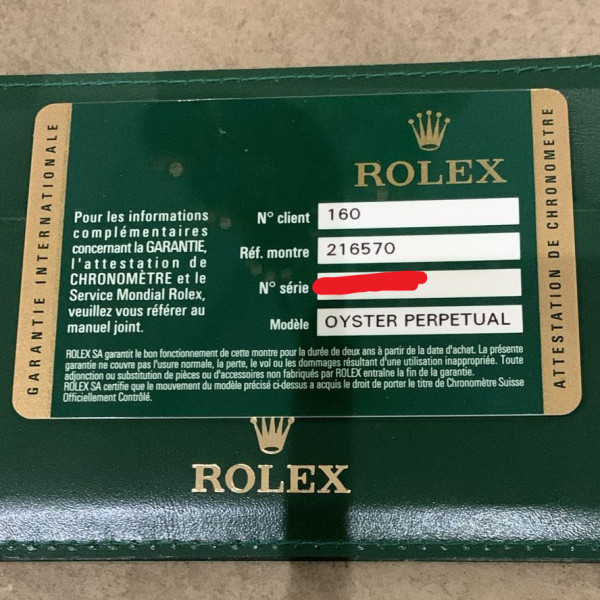 GARANTIE INTERNATIONALE
ROLEX
Pour les informations
complémentaires
concernant la GARANTIE,
l'attestation de
CHRONOMÈTRE et le
Service Mondial Rolex,
veuillez vous référer au
manuel joint.
N° client 160
Réf. montre 216570
N° série
Modèle OYSTER PERPETUAL
ROLEX SA garantit le bon fonctionnement de cette montre pour la durée de deux ans à partir de la date d'achat. La présente
garantie ne couvre pas l'usure normale, la perte, le vol ou les dommages résultant d'une utilisation inappropriée. Toute
adjonction ou substitution de pièces ou d'accessoires non fabriqués par ROLEX entraîne la fin de la garantie.
ROLEX SA certifie que le mouvement du modèle précisé ci-dessus a acquis le droit de porter le titre de Chronomètre Suisse
Officiellement Contrôlé.
ATTESTATION DE CHRONOMETRE
ROLEX